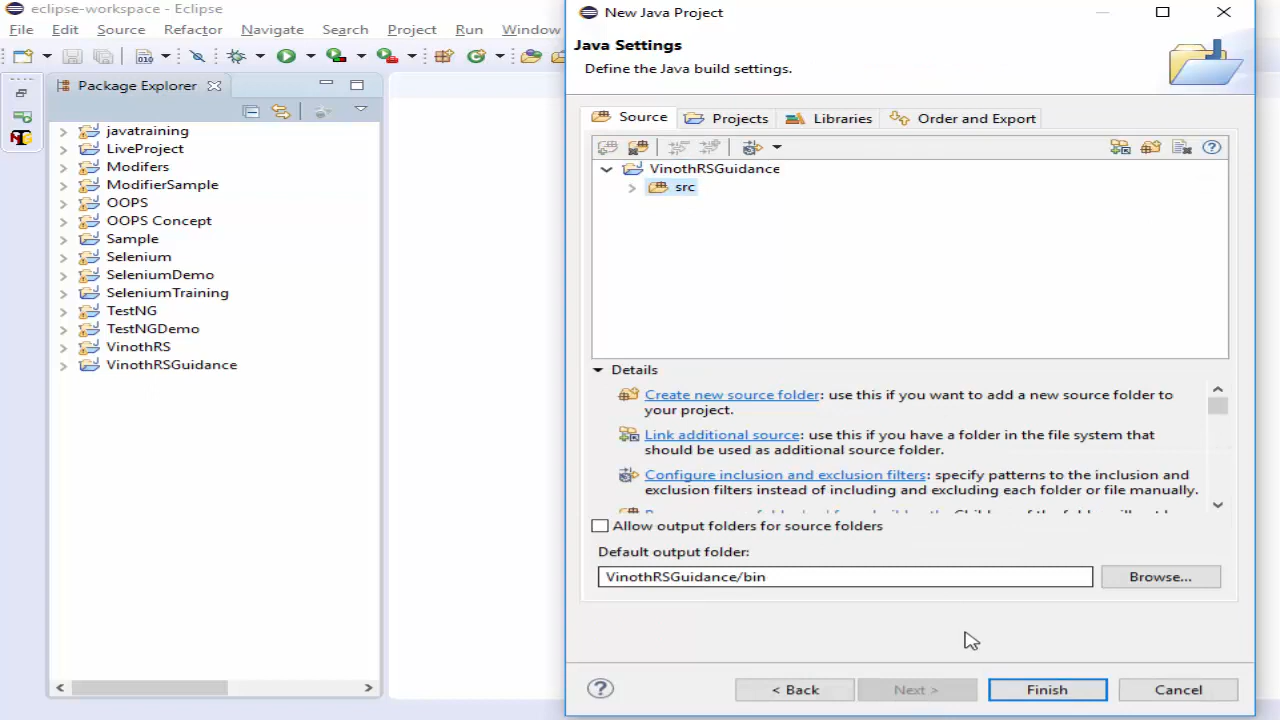 eclipse-workspace - Eclipse
File Edit Source Refactor Navigate Search Project Run Window
Package Explorer
javatraining
LiveProject
Modifers
ModifierSample
OOPS
OOPS Concept
Sample
Selenium
SeleniumDemo
SeleniumTraining
TestNG
TestNGDemo
VinothRS
VinothRSGuidance
New Java Project
Java Settings
Define the Java build settings.
Source Projects Libraries Order and Export
VinothRSGuidance
src
Details
Create new source folder: use this if you want to add a new source folder to
your project.
Link additional source: use this if you have a folder in the file system that
should be used as additional source folder.
Configure inclusion and exclusion filters: specify patterns to the inclusion and
exclusion filters instead of including and excluding each folder or file manually.
Allow output folders for source folders
Default output folder:
VinothRSGuidance/bin
Browse...
< Back Next > Finish Cancel